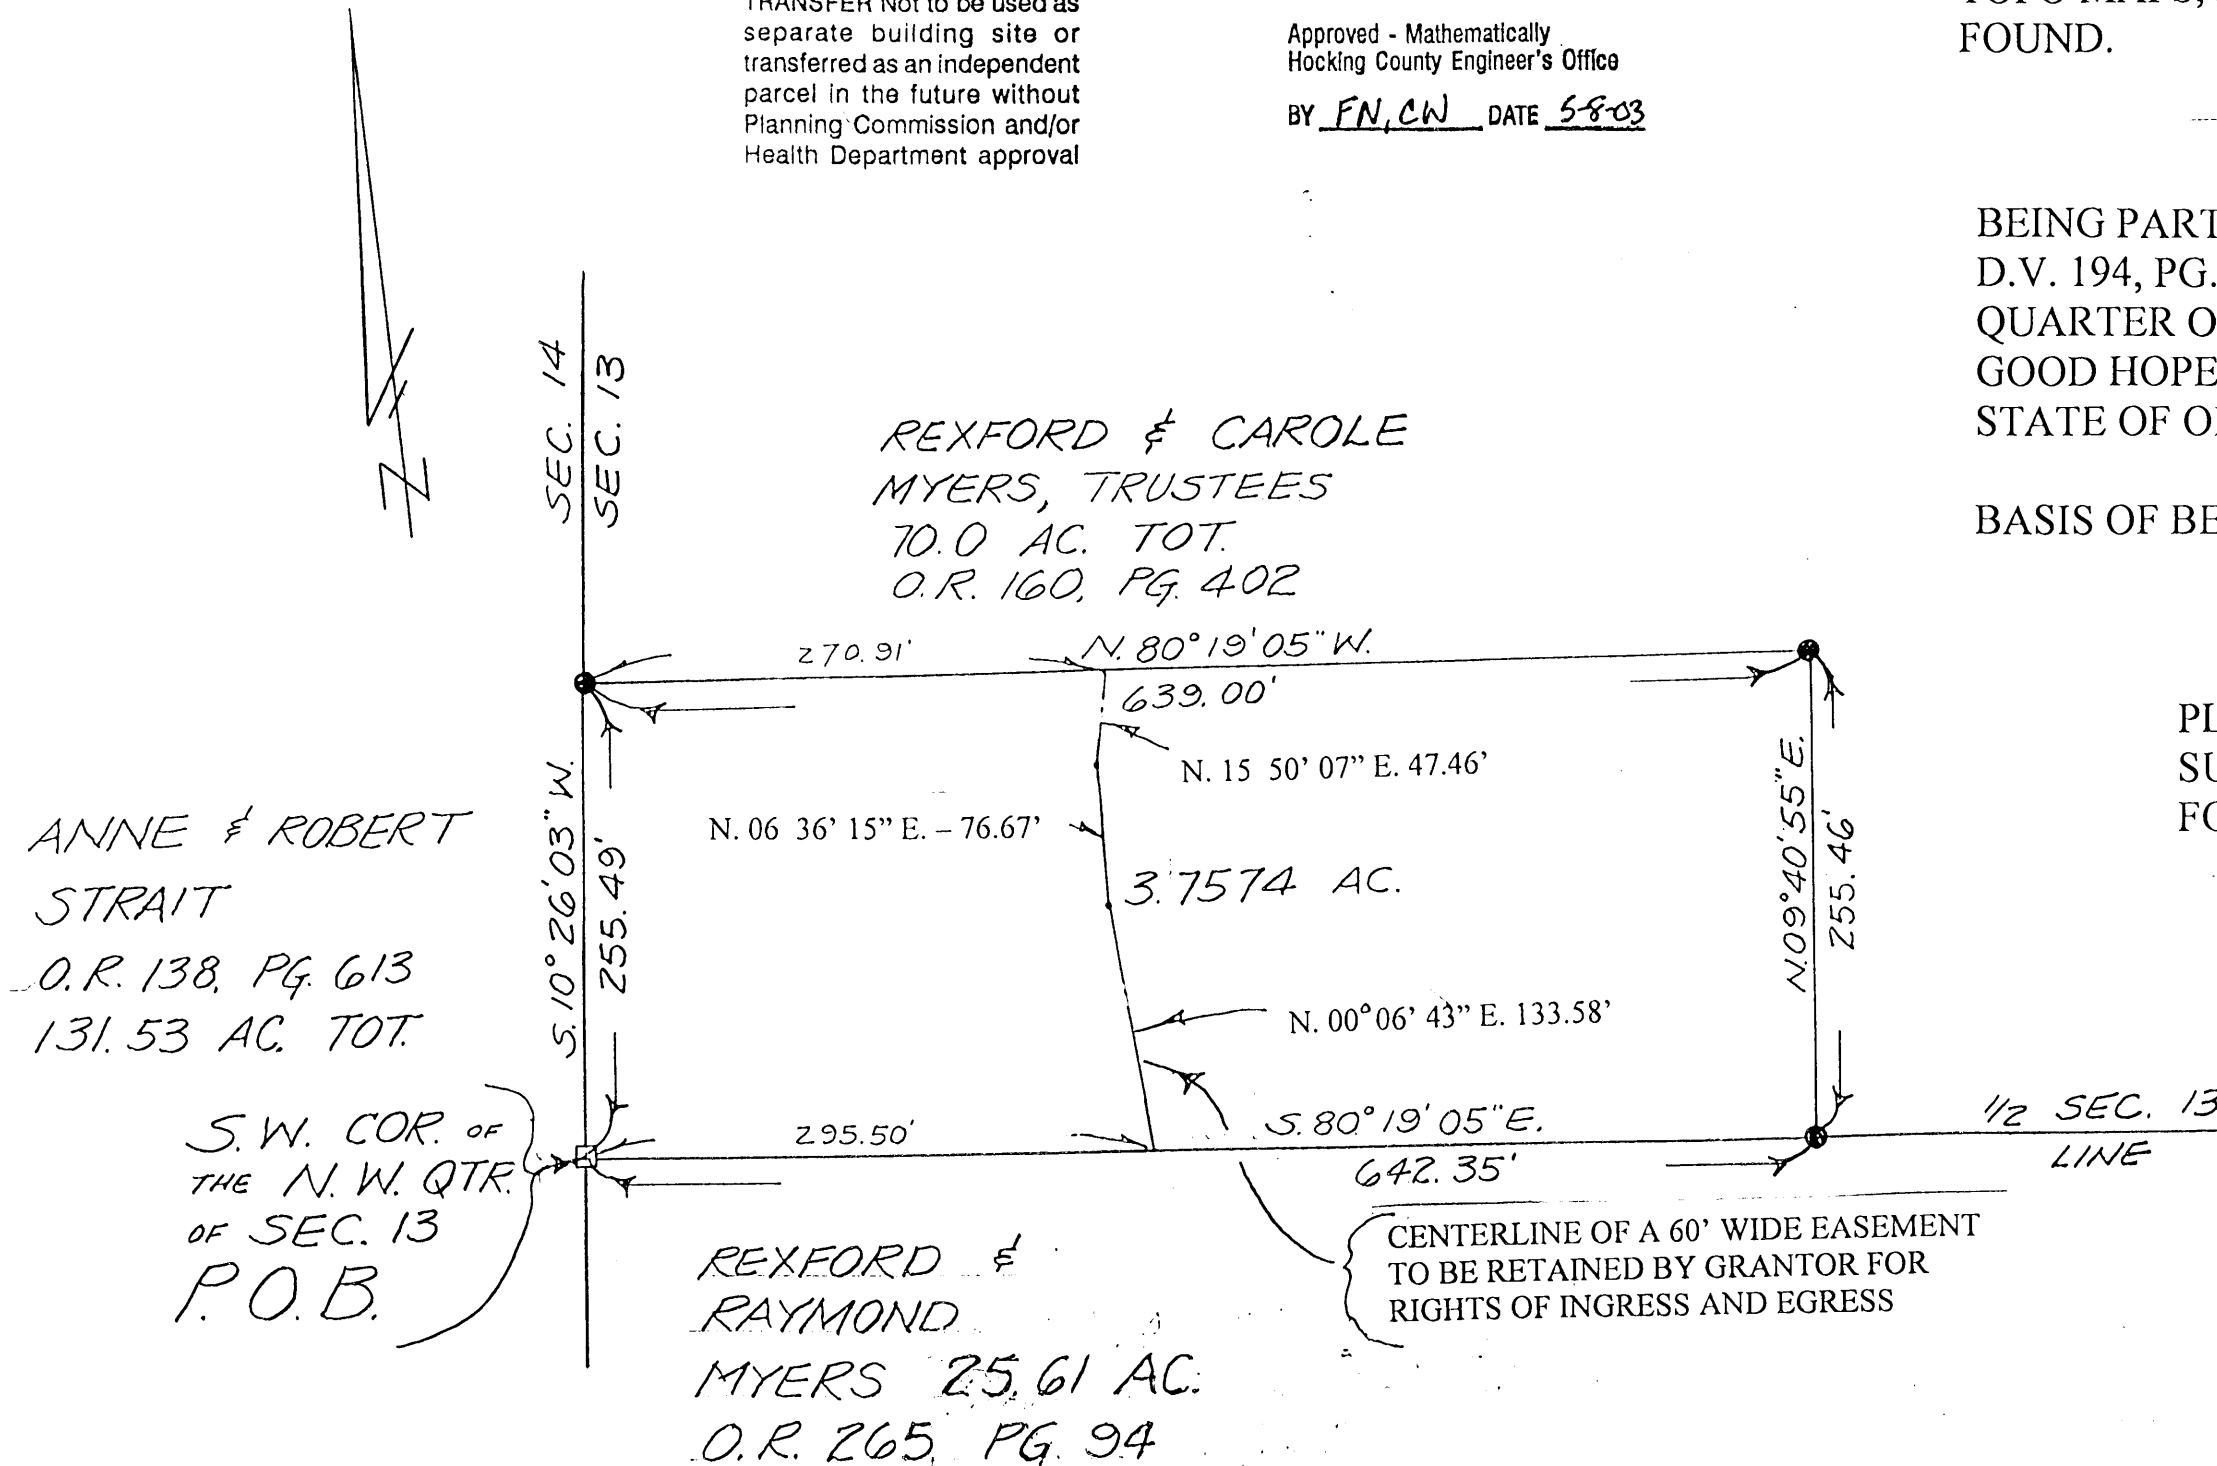 TRANSFER Not to be used as
separate building site or
transferred as an independent
parcel in the future without
Planning Commission and/or
Health Department approval
Approved - Mathematically
Hocking County Engineer's Office
BY FN, CW DATE 5-8-03
FOUND.
BEING PART
D.V. 194, PG.
QUARTER O
GOOD HOPE
STATE OF O
BASIS OF BE
N
SEC. 14
SEC. 13
REXFORD & CAROLE
MYERS, TRUSTEES
70.0 AC. TOT.
O.R. 160, PG. 402
270.91'
N. 80° 19' 05" W.
639.00'
N. 15 50’ 07” E. 47.46’
N. 06 36’ 15” E. – 76.67’
3.7574 AC.
N. 00° 06’ 43” E. 133.58’
S. 10° 26' 03" W.
255.49'
N. 09° 40' 55" E.
255.46'
PL
SU
FO
ANNE & ROBERT
STRAIT
O.R. 138, PG. 613
131.53 AC. TOT.
S.W. COR. OF
THE N.W. QTR.
OF SEC. 13
P.O.B.
295.50'
S. 80° 19' 05" E.
642.35'
1/2 SEC. 13
LINE
CENTERLINE OF A 60’ WIDE EASEMENT
TO BE RETAINED BY GRANTOR FOR
RIGHTS OF INGRESS AND EGRESS
REXFORD &
RAYMOND
MYERS 25.61 AC.
O.R. 265, PG. 94